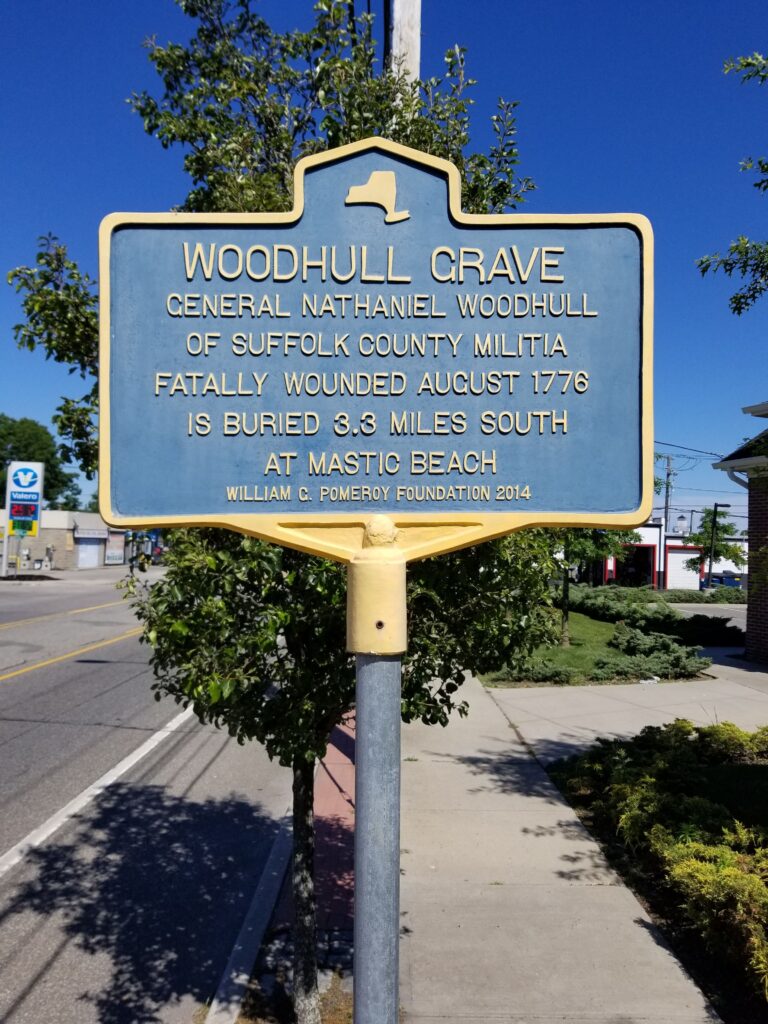 WOODHULL GRAVE
GENERAL NATHANIEL WOODHULL
OF SUFFOLK COUNTY MILITIA
FATALLY WOUNDED AUGUST 1776
IS BURIED 3.3 MILES SOUTH
AT MASTIC BEACH
WILLIAM G. POMEROY FOUNDATION 2014
Valero